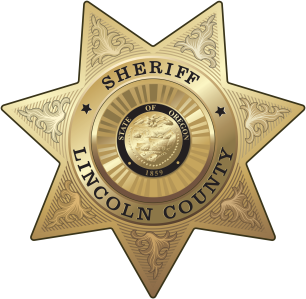 SHERIFF
STATE OF OREGON
1859
LINCOLN COUNTY